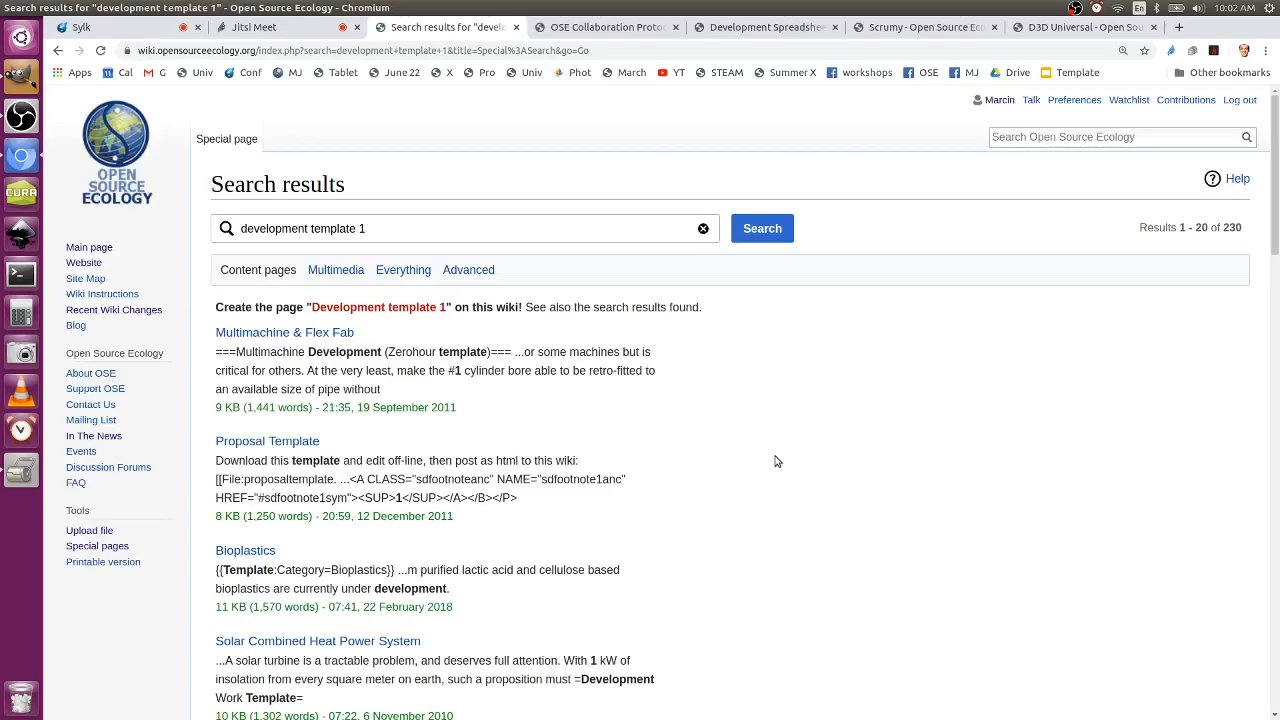 Search results for "development template 1" - Open Source Ecology - Chromium
En
10:02 AM
Sylk
Jitsi Meet
Search results for "develo
OSE Collaboration Protoc
Development Spreadshee
Scrumy - Open Source Ec
D3D Universal - Open Sou
wiki.opensourceecology.org/index.php?search=development+template+1&title=Special%3ASearch&go=Go
Apps
Cal
G
Univ
Conf
MJ
Tablet
June 22
X
Pro
Univ
Phot
March
YT
STEAM
Summer X
workshops
OSE
MJ
Drive
Template
Other bookmarks
Marcin
Talk
Preferences
Watchlist
Contributions
Log out
OPEN
SOURCE
ECOLOGY
CURA
Special page
Search Open Source Ecology
Search results
Help
development template 1
Search
Results 1 - 20 of 230
Content pages
Multimedia
Everything
Advanced
Main page
Website
Site Map
Wiki Instructions
Recent Wiki Changes
Blog
Open Source Ecology
About OSE
Support OSE
Contact Us
Mailing List
In The News
Events
Discussion Forums
FAQ
Tools
Upload file
Special pages
Printable version
Create the page "Development template 1" on this wiki! See also the search results found.
Multimachine & Flex Fab
===Multimachine Development (Zerohour template)=== ...or some machines but is
critical for others. At the very least, make the #1 cylinder bore able to be retro-fitted to
an available size of pipe without
9 KB (1,441 words) - 21:35, 19 September 2011
Proposal Template
Download this template and edit off-line, then post as html to this wiki:
[[File:proposaltemplate. ...<A CLASS="sdfootnoteanc" NAME="sdfootnote1anc"
HREF="#sdfootnote1sym"><SUP>1</SUP></A></B></P>
8 KB (1,250 words) - 20:59, 12 December 2011
Bioplastics
{{Template:Category=Bioplastics}} ...m purified lactic acid and cellulose based
bioplastics are currently under development.
11 KB (1,570 words) - 07:41, 22 February 2018
Solar Combined Heat Power System
...A solar turbine is a tractable problem, and deserves full attention. With 1 kW of
insolation from every square meter on earth, such a proposition must =Development
Work Template=
10 KB (1,302 words) - 07:22, 6 November 2010